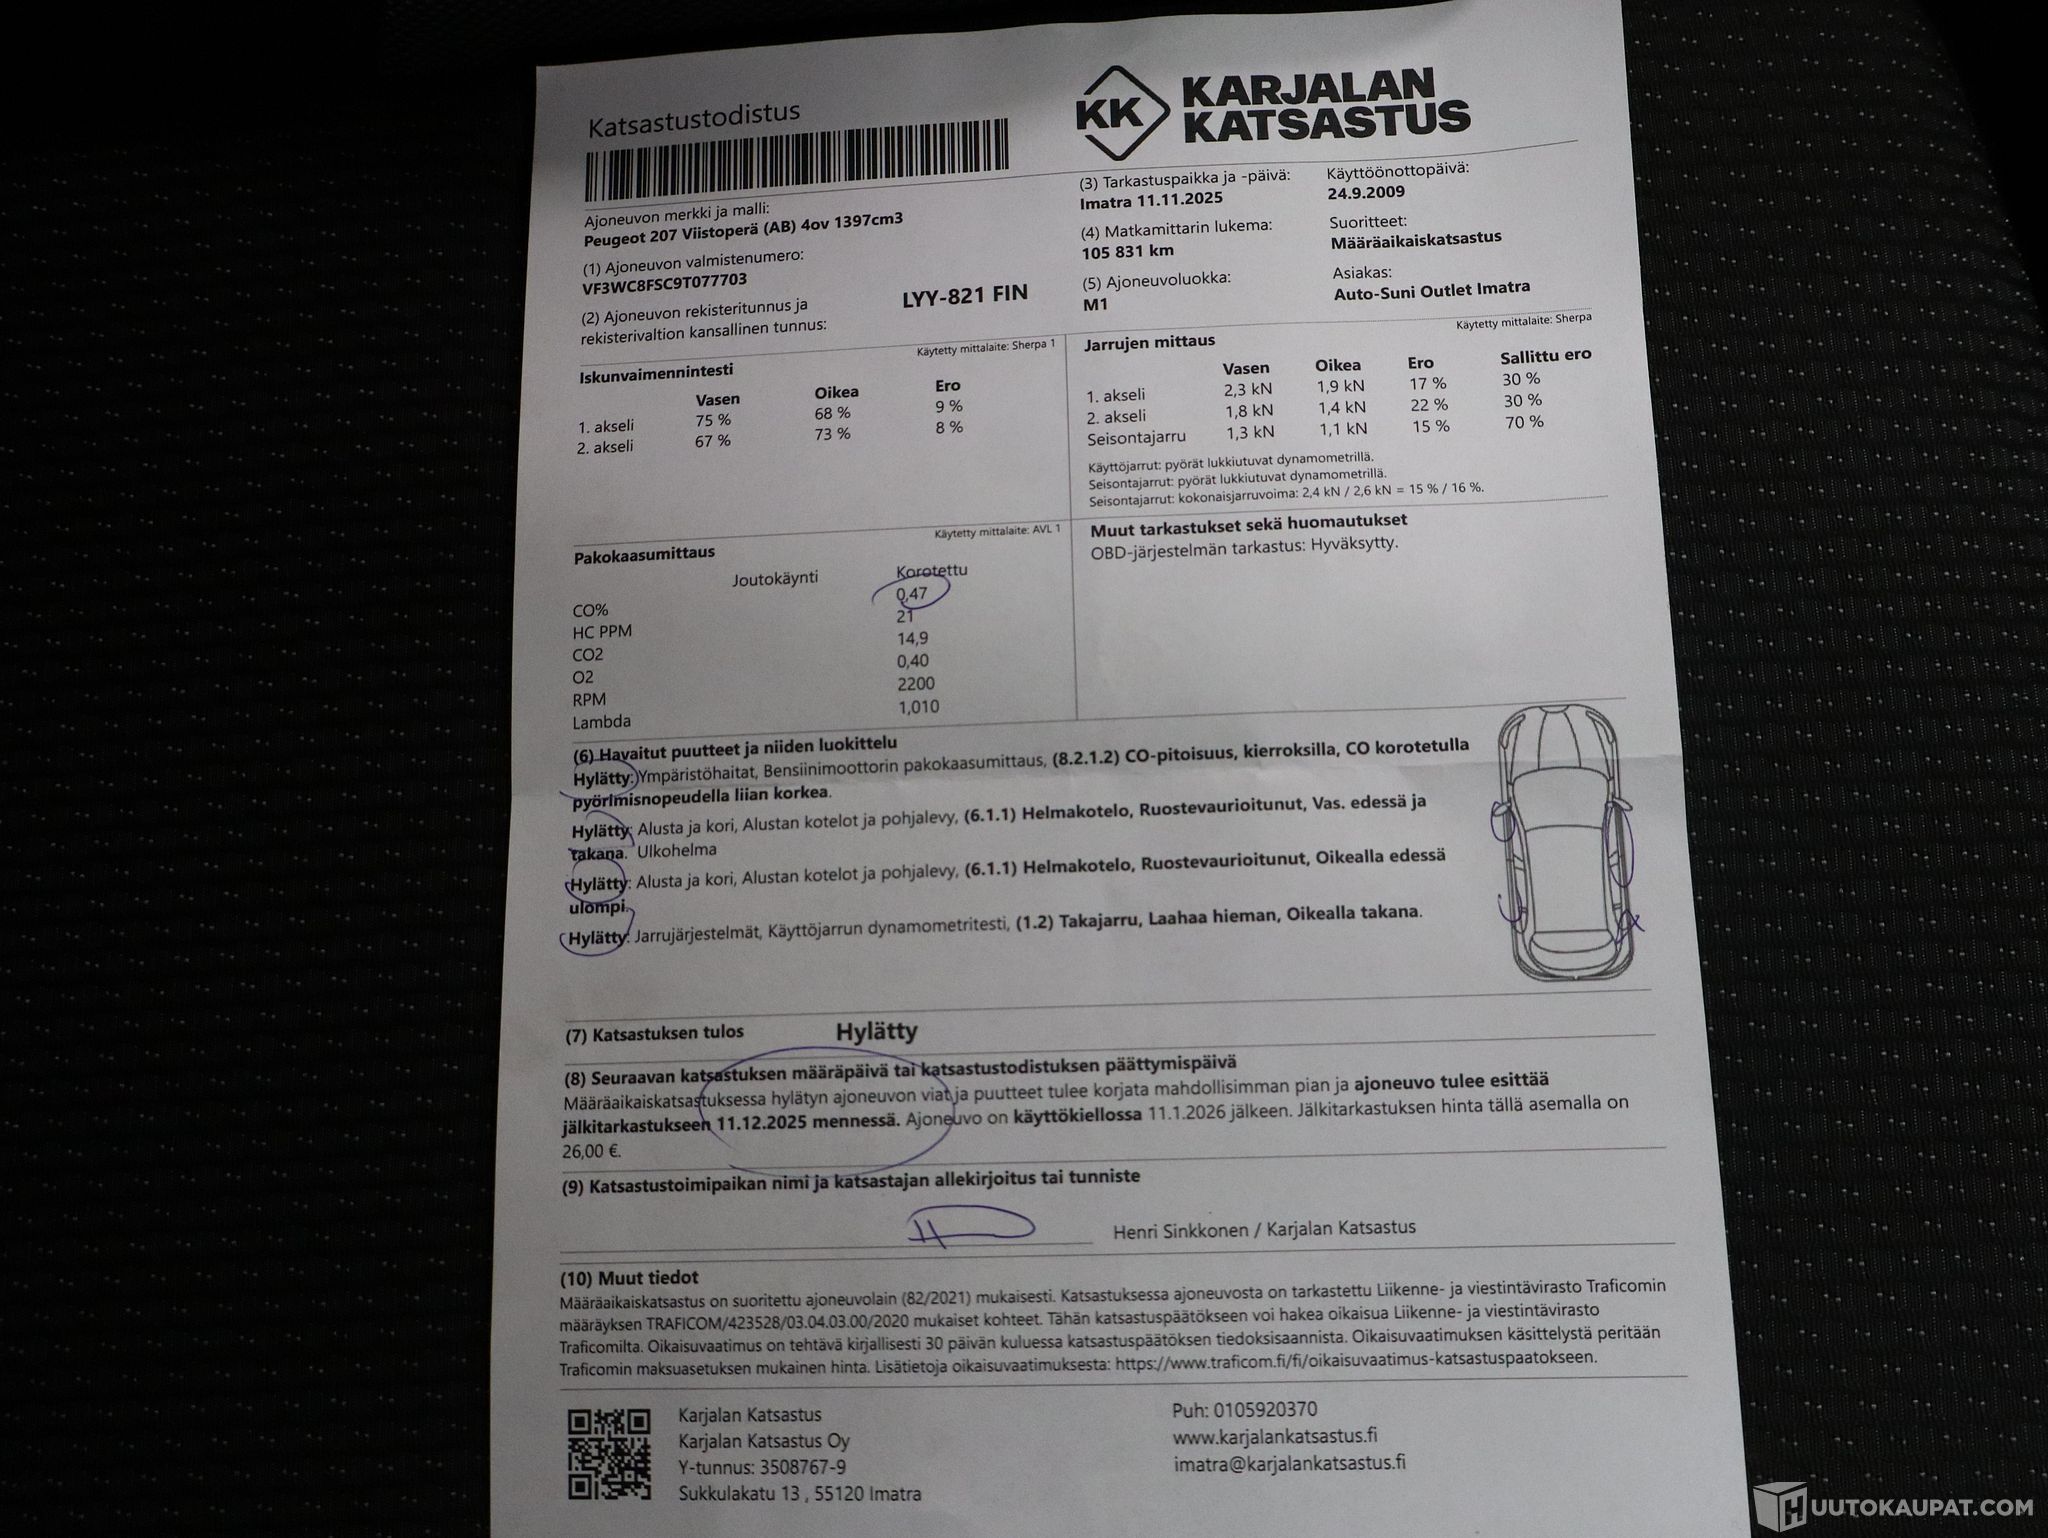 Katsastustodistus
KK KARJALAN
KATSASTUS
Ajoneuvon merkki ja malli:
Peugeot 207 Viistoperä (AB) 4ov 1397cm3
(1) Ajoneuvon valmistenumero:
VF3WC8FSC9T077703
(2) Ajoneuvon rekisteritunnus ja
rekisterivaltion kansallinen tunnus:
LYY-821 FIN
(3) Tarkastuspaikka ja -päivä:
Imatra 11.11.2025
(4) Matkamittarin lukema:
105 831 km
(5) Ajoneuvoluokka:
M1
Käyttöönottopäivä:
24.9.2009
Suoritteet:
Määräaikaiskatsastus
Asiakas:
Auto-Suni Outlet Imatra
Käytetty mittalaite: Sherpa 1
Iskunvaimennintesti
Vasen Oikea Ero
1. akseli 75 % 68 % 9 %
2. akseli 67 % 73 % 8 %
Käytetty mittalaite: Sherpa
Jarrujen mittaus
Vasen Oikea Ero Sallittu ero
1. akseli 2,3 kN 1,9 kN 17 % 30 %
2. akseli 1,8 kN 1,4 kN 22 % 30 %
Seisontajarru 1,3 kN 1,1 kN 15 % 70 %
Käyttöjarrut: pyörät lukkiutuvat dynamometrillä.
Seisontajarrut: pyörät lukkiutuvat dynamometrillä.
Seisontajarrut: kokonaisjarruvoima: 2,4 kN / 2,6 kN = 15 % / 16 %.
Käytetty mittalaite: AVL 1
Pakokaasumittaus
Joutokäynti Korotettu
CO% 0,47
HC PPM 21
CO2 14,9
O2 0,40
RPM 2200
Lambda 1,010
Muut tarkastukset sekä huomautukset
OBD-järjestelmän tarkastus: Hyväksytty.
(6) Havaitut puutteet ja niiden luokittelu
Hylätty: Ympäristöhaitat, Bensiinimoottorin pakokaasumittaus, (8.2.1.2) CO-pitoisuus, kierroksilla, CO korotetulla
pyörimisnopeudella liian korkea.
Hylätty: Alusta ja kori, Alustan kotelot ja pohjalevy, (6.1.1) Helmakotelo, Ruostevaurioitunut, Vas. edessä ja
takana. Ulkohelma
Hylätty: Alusta ja kori, Alustan kotelot ja pohjalevy, (6.1.1) Helmakotelo, Ruostevaurioitunut, Oikealla edessä
ulompi.
Hylätty: Jarrujärjestelmät, Käyttöjarrun dynamometritesti, (1.2) Takajarru, Laahaa hieman, Oikealla takana.
(7) Katsastuksen tulos Hylätty
(8) Seuraavan katsastuksen määräpäivä tai katsastustodistuksen päättymispäivä
Määräaikaiskatsastuksessa hylätyn ajoneuvon viat ja puutteet tulee korjata mahdollisimman pian ja ajoneuvo tulee esittää
jälkitarkastukseen 11.12.2025 mennessä. Ajoneuvo on käyttökiellossa 11.1.2026 jälkeen. Jälkitarkastuksen hinta tällä asemalla on
26,00 €.
(9) Katsastustoimipaikan nimi ja katsastajan allekirjoitus tai tunniste
Henri Sinkkonen / Karjalan Katsastus
(10) Muut tiedot
Määräaikaiskatsastus on suoritettu ajoneuvolain (82/2021) mukaisesti. Katsastuksessa ajoneuvosta on tarkastettu Liikenne- ja viestintävirasto Traficomin
määräyksen TRAFICOM/423528/03.04.03.00/2020 mukaiset kohteet. Tähän katsastuspäätökseen voi hakea oikaisua Liikenne- ja viestintävirasto
Traficomilta. Oikaisuvaatimus on tehtävä kirjallisesti 30 päivän kuluessa katsastuspäätöksen tiedoksisaannista. Oikaisuvaatimuksen käsittelystä peritään
Traficomin maksuasetuksen mukainen hinta. Lisätietoja oikaisuvaatimuksesta: https://www.traficom.fi/fi/oikaisuvaatimus-katsastuspaatokseen.
Karjalan Katsastus
Karjalan Katsastus Oy
Y-tunnus: 3508767-9
Sukkulakatu 13 , 55120 Imatra
Puh: 0105920370
www.karjalankatsastus.fi
imatra@karjalankatsastus.fi
HUUTOKAUPAT.COM